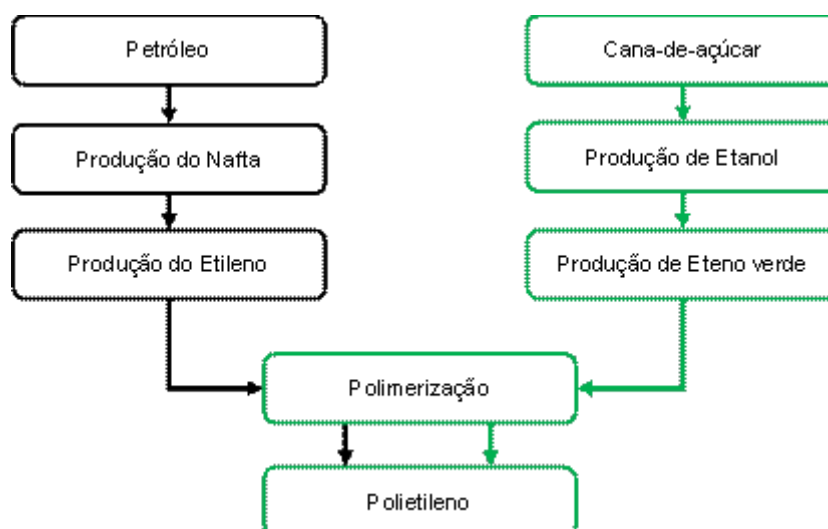 Petróleo
Cana-de-açúcar
Produção do Nafta
Produção de Etanol
Produção do Etileno
Produção de Eteno verde
Polimerização
Polietileno